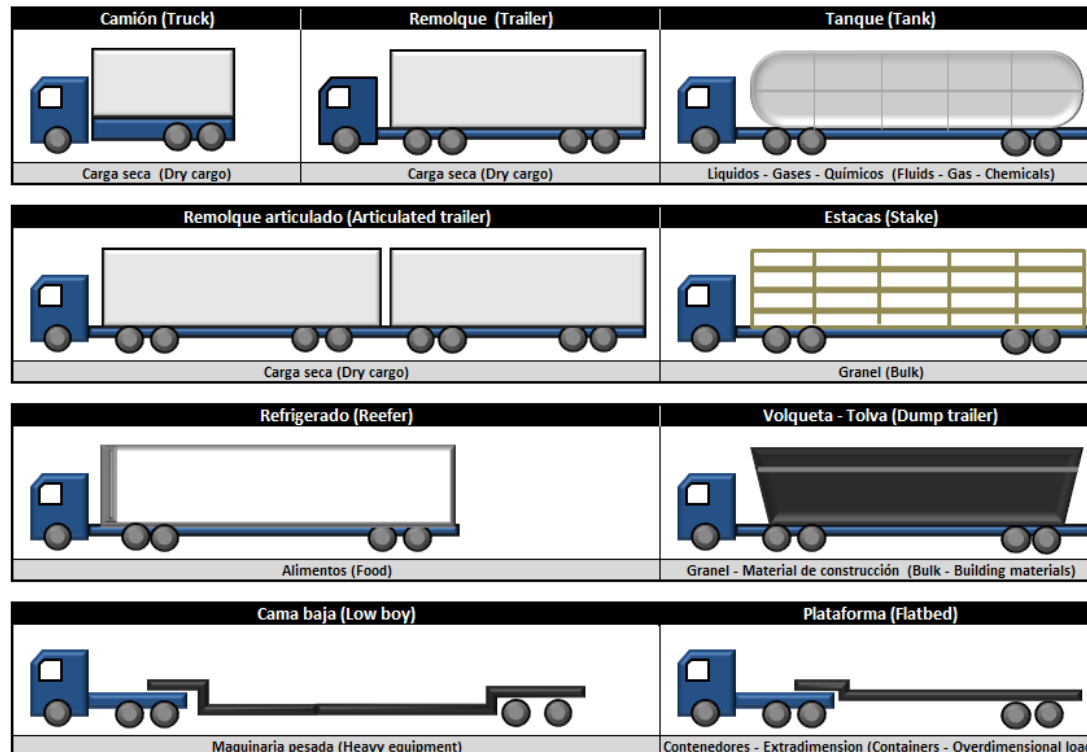 Camión (Truck)
Remolque (Trailer)
Tanque (Tank)
Carga seca  (Dry cargo)
Carga seca (Dry cargo)
Liquidos - Gases - Químicos  (Fluids - Gas - Chemicals)
Remolque articulado (Articulated trailer)
Estacas (Stake)
Carga seca (Dry cargo)
Granel (Bulk)
Refrigerado (Reefer)
Volqueta - Tolva (Dump trailer)
Alimentos (Food)
Granel - Material de construcción  (Bulk - Building materials)
Cama baja (Low boy)
Plataforma (Flatbed)
Maquinaria pesada (Heavy equipment)
Contenedores - Extradimension (Containers - Overdimensional loa